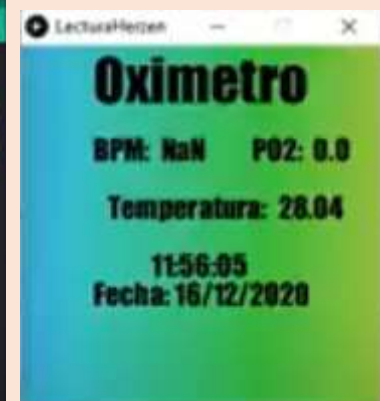 LecturaHerzen
Oximetro
BPM: NaN PO2: 0.0
Temperatura: 28.04
11:56:05
Fecha: 16/12/2020